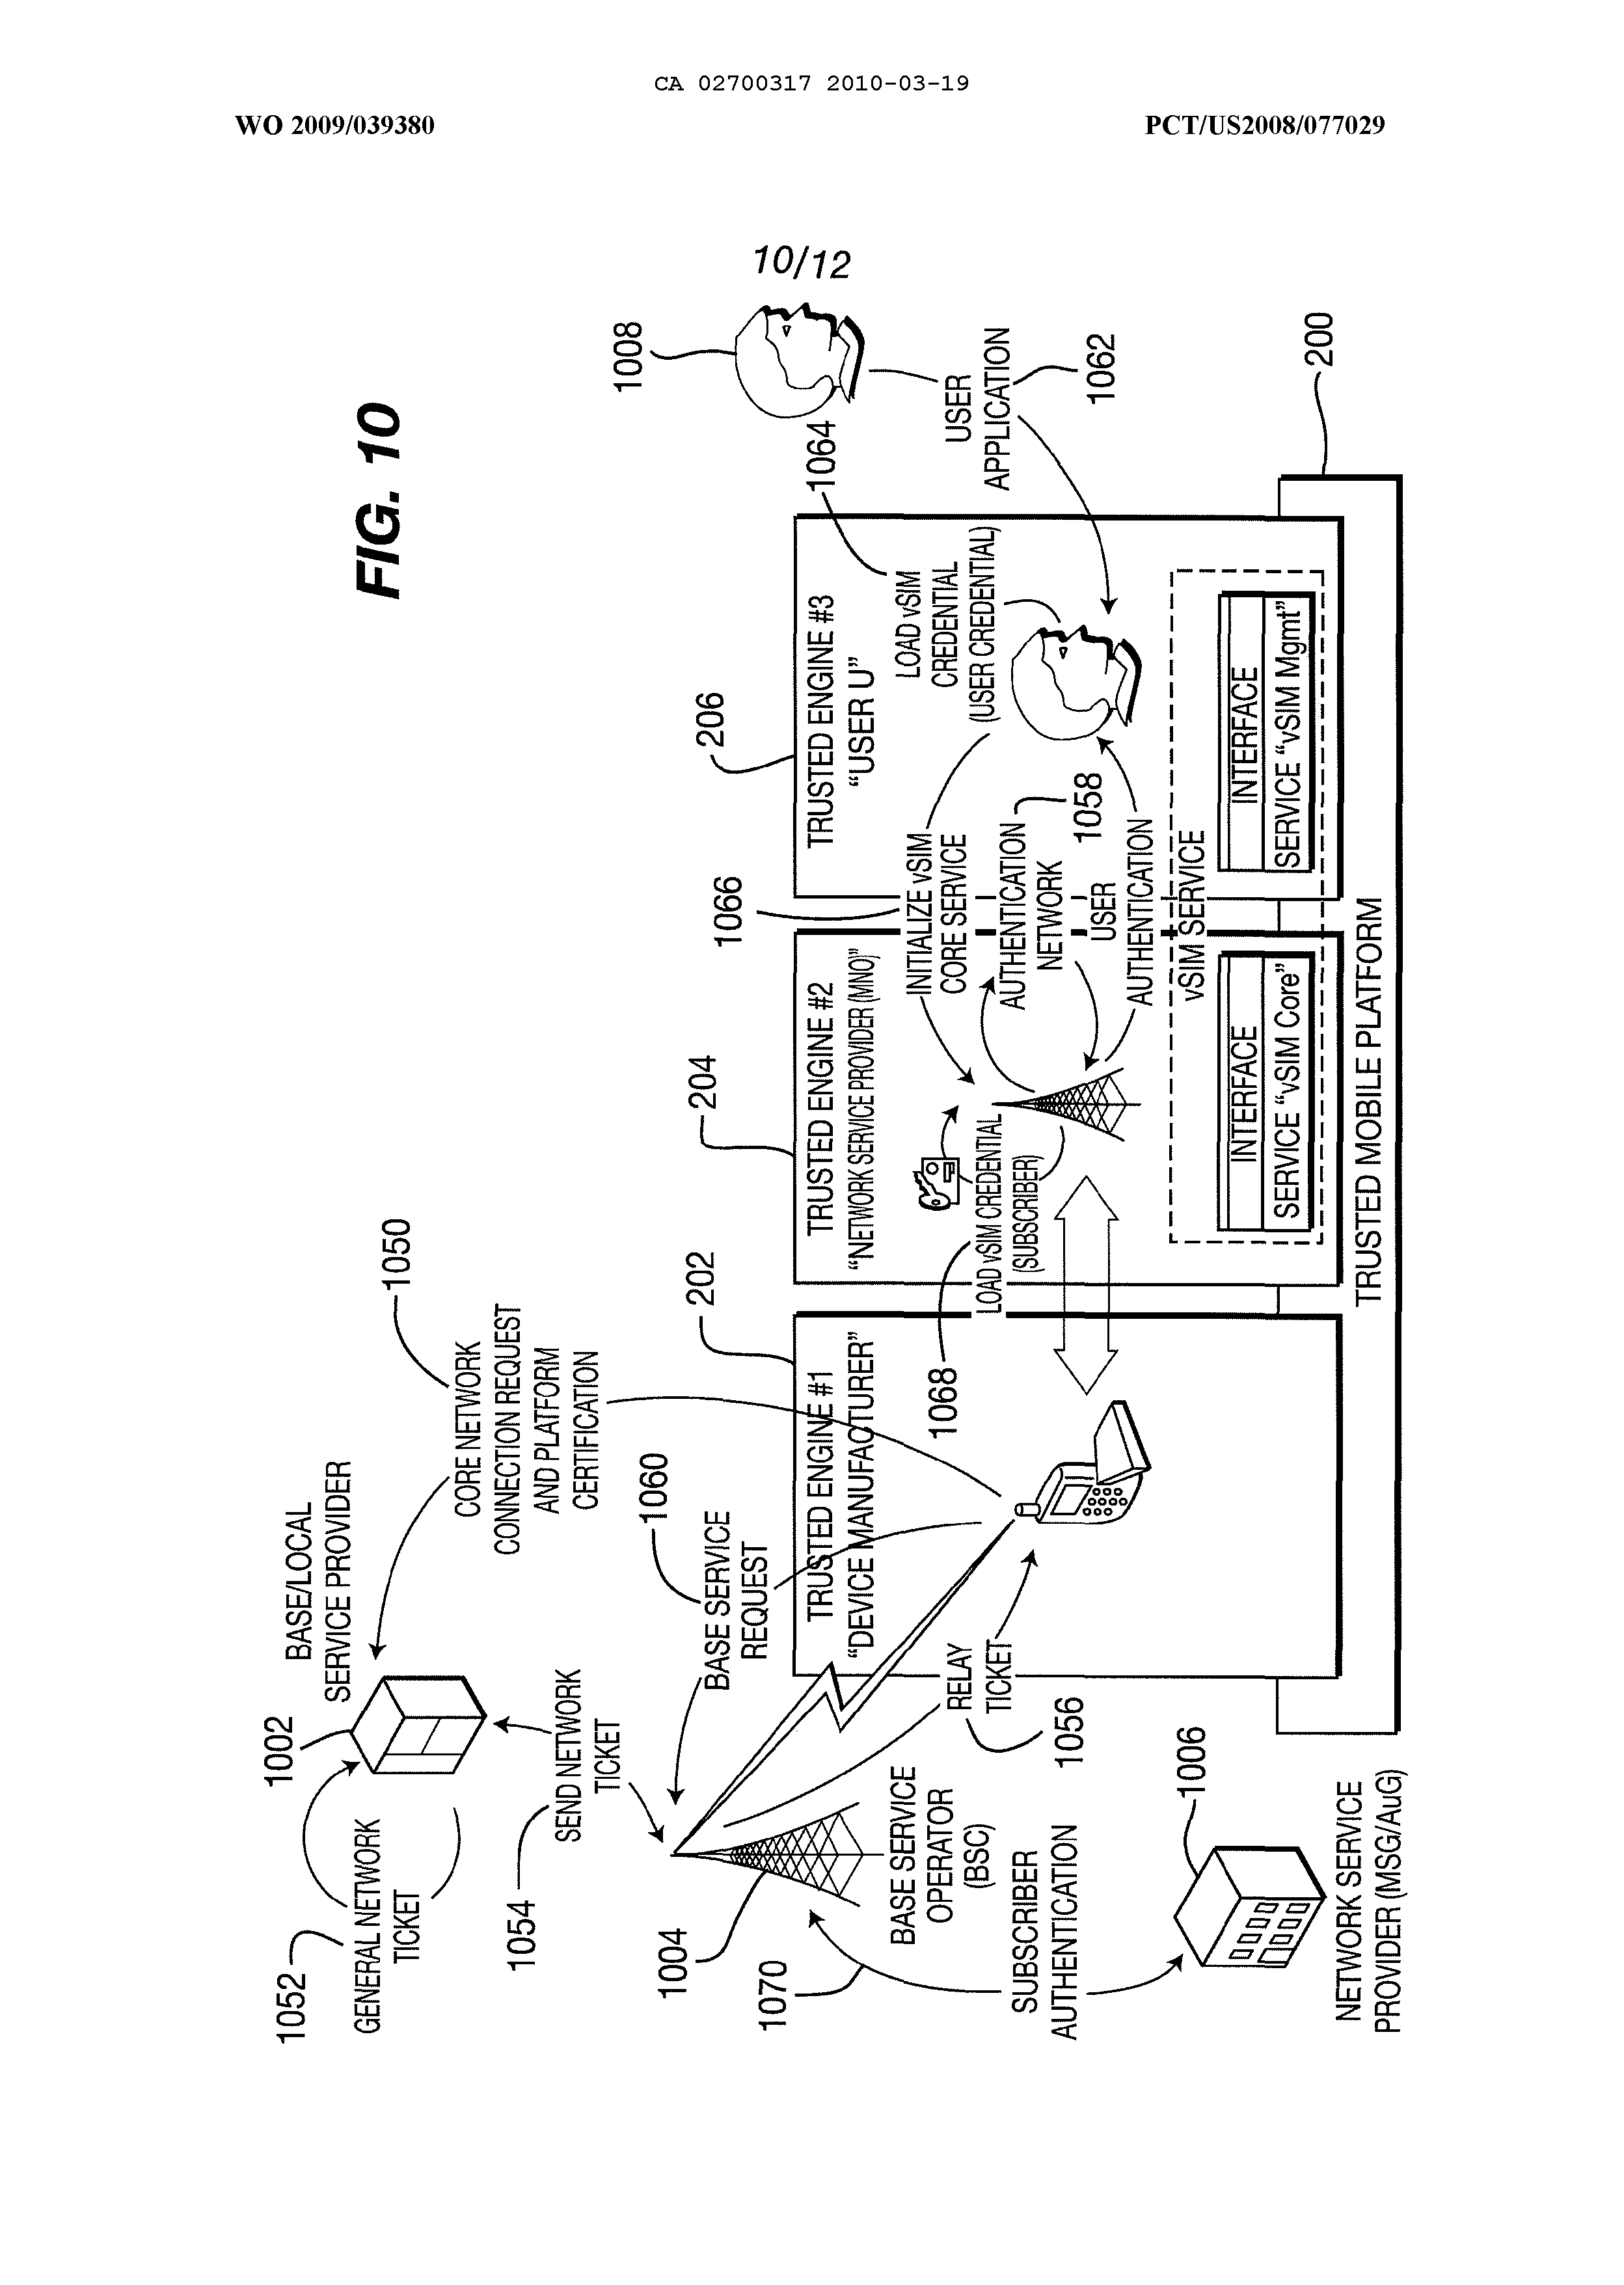 CA 02700317 2010-03-19
WO 2009/039380
PCT/US2008/077029
10/12
FIG. 10
1050
CORE NETWORK
CONNECTION REQUEST
AND PLATFORM
CERTIFICATION
BASE/LOCAL
SERVICE PROVIDER
1002
1052
GENERAL NETWORK
TICKET
1054
SEND NETWORK
TICKET
1060
BASE SERVICE
REQUEST
1004
BASE SERVICE
OPERATOR
(BSC)
1070
SUBSCRIBER
AUTHENTICATION
1006
NETWORK SERVICE
PROVIDER (MSG/AuG)
RELAY
TICKET
1056
202
TRUSTED ENGINE #1
“DEVICE MANUFACTURER”
204
TRUSTED ENGINE #2
“NETWORK SERVICE PROVIDER (MNO)”
1068
LOAD vSIM CREDENTIAL
(SUBSCRIBER)
1066
INITIALIZE vSIM
CORE SERVICE
AUTHENTICATION
NETWORK
1058
USER
AUTHENTICATION
206
TRUSTED ENGINE #3
“USER U”
1064
LOAD vSIM
CREDENTIAL
(USER CREDENTIAL)
1008
USER
APPLICATION
1062
vSIM SERVICE
INTERFACE
SERVICE “vSIM Core”
INTERFACE
SERVICE “vSIM Mgmt”
TRUSTED MOBILE PLATFORM
200